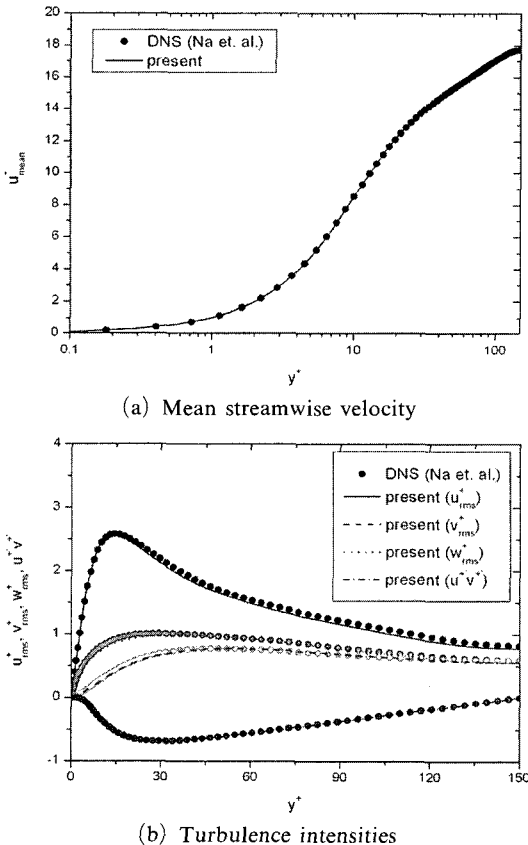 20
18
16
14
12
10
8
6
4
2
0
DNS (Na et. al.)
present
u⁺mean
0.1 1 10 100
y⁺
(a) Mean streamwise velocity
4
3
2
1
0
-1
DNS (Na et. al.)
present (u⁺rms)
present (v⁺rms)
present (w⁺rms)
present (u⁺v⁺)
u⁺rms, v⁺rms, w⁺rms, u⁺v⁺
0 30 60 90 120 150
y⁺
(b) Turbulence intensities